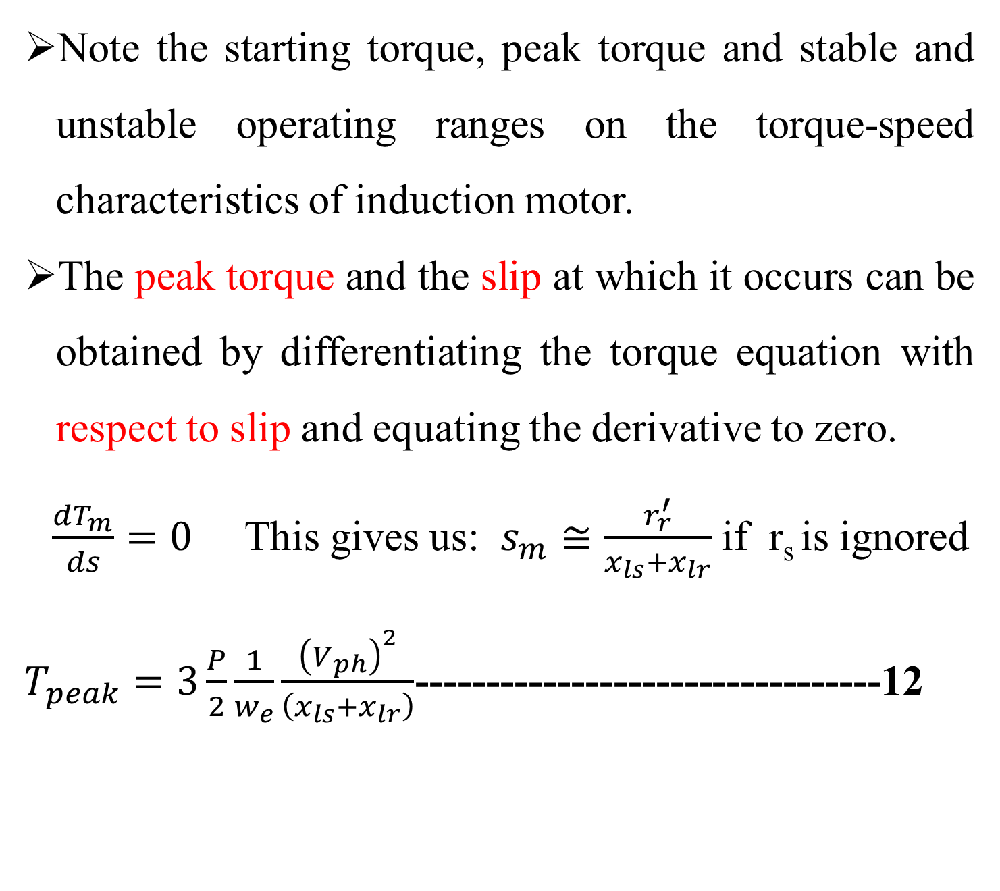 ➢Note the starting torque, peak torque and stable and
unstable operating ranges on the torque-speed
characteristics of induction motor.
➢The peak torque and the slip at which it occurs can be
obtained by differentiating the torque equation with
respect to slip and equating the derivative to zero.
$\frac{dT_m}{ds} = 0$ This gives us: $s_m \cong \frac{r_r'}{x_{ls}+x_{lr}}$ if r$_s$ is ignored
$T_{peak} = 3\frac{P}{2}\frac{1}{w_e}\frac{(V_{ph})^2}{(x_{ls}+x_{lr})}$---------------------------------12